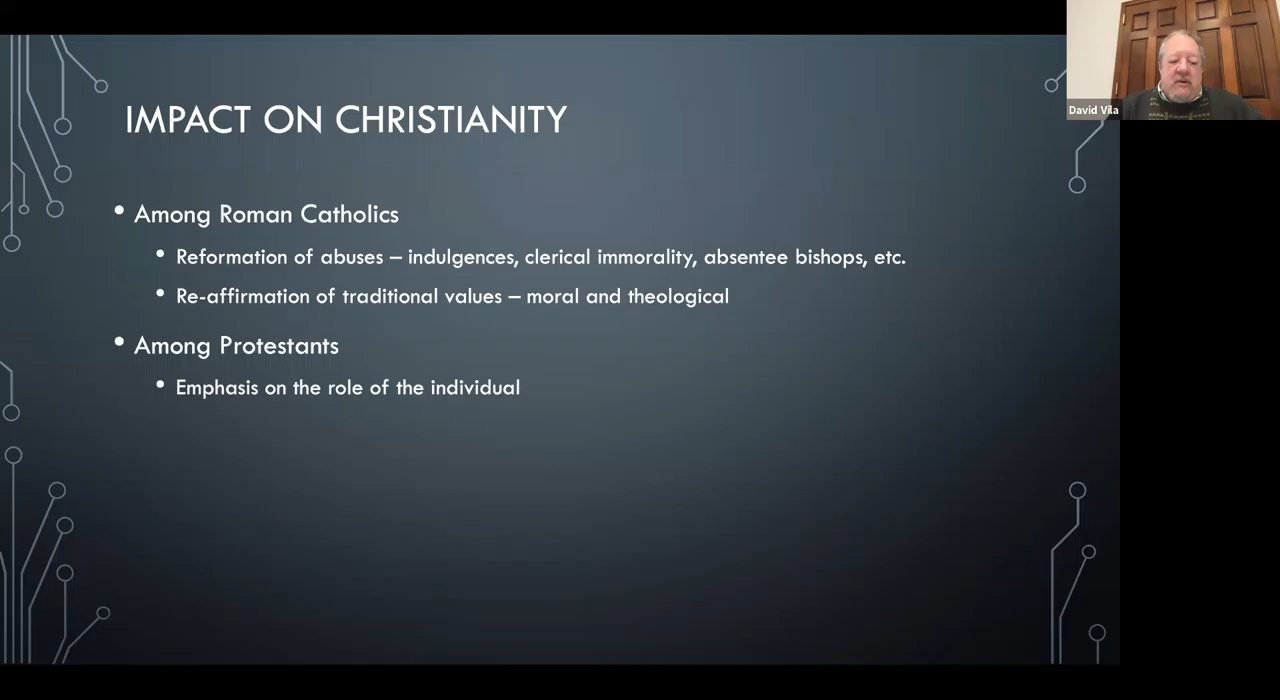 IMPACT ON CHRISTIANITY
• Among Roman Catholics
• Reformation of abuses – indulgences, clerical immorality, absentee bishops, etc.
• Re-affirmation of traditional values – moral and theological
• Among Protestants
• Emphasis on the role of the individual
David Vila